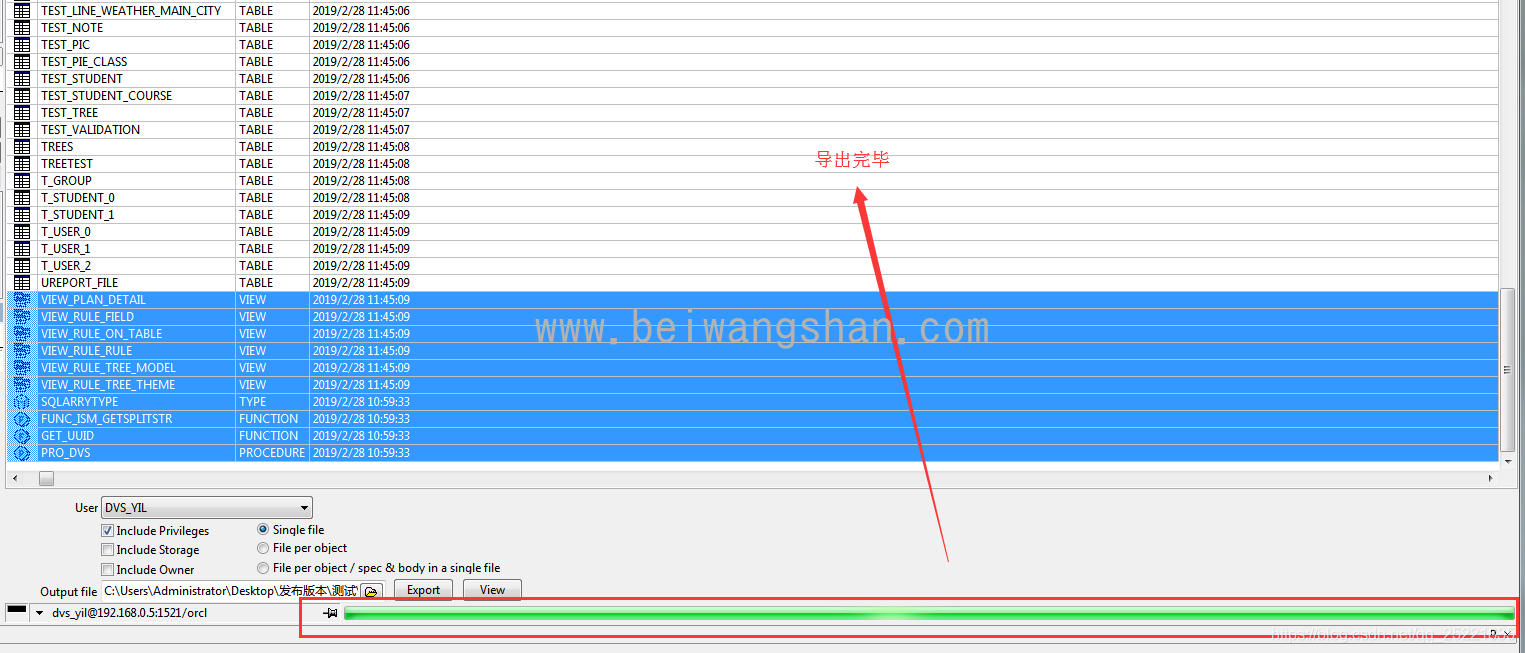 TEST_LINE_WEATHER_MAIN_CITY TABLE 2019/2/28 11:45:06
TEST_NOTE TABLE 2019/2/28 11:45:06
TEST_PIC TABLE 2019/2/28 11:45:06
TEST_PIE_CLASS TABLE 2019/2/28 11:45:06
TEST_STUDENT TABLE 2019/2/28 11:45:06
TEST_STUDENT_COURSE TABLE 2019/2/28 11:45:07
TEST_TREE TABLE 2019/2/28 11:45:07
TEST_VALIDATION TABLE 2019/2/28 11:45:07
TREES TABLE 2019/2/28 11:45:08
TREETEST TABLE 2019/2/28 11:45:08
导出完毕
T_GROUP TABLE 2019/2/28 11:45:08
T_STUDENT_0 TABLE 2019/2/28 11:45:08
T_STUDENT_1 TABLE 2019/2/28 11:45:09
T_USER_0 TABLE 2019/2/28 11:45:09
T_USER_1 TABLE 2019/2/28 11:45:09
T_USER_2 TABLE 2019/2/28 11:45:09
UREPORT_FILE TABLE 2019/2/28 11:45:09
VIEW_PLAN_DETAIL VIEW 2019/2/28 11:45:09
VIEW_RULE_FIELD VIEW 2019/2/28 11:45:09
www.beiwangshan.com
VIEW_RULE_ON_TABLE VIEW 2019/2/28 11:45:09
VIEW_RULE_RULE VIEW 2019/2/28 11:45:09
VIEW_RULE_TREE_MODEL VIEW 2019/2/28 11:45:09
VIEW_RULE_TREE_THEME VIEW 2019/2/28 11:45:09
SQLARRYTYPE TYPE 2019/2/28 10:59:33
FUNC_ISM_GETSPLITSTR FUNCTION 2019/2/28 10:59:33
GET_UUID FUNCTION 2019/2/28 10:59:33
PRO_DVS PROCEDURE 2019/2/28 10:59:33
User DVS_YIL
Include Privileges Single file
Include Storage File per object
Include Owner File per object / spec & body in a single file
Output file C:\Users\Administrator\Desktop\发布版本\测试 Export View
dvs_yil@192.168.0.5:1521/orcl